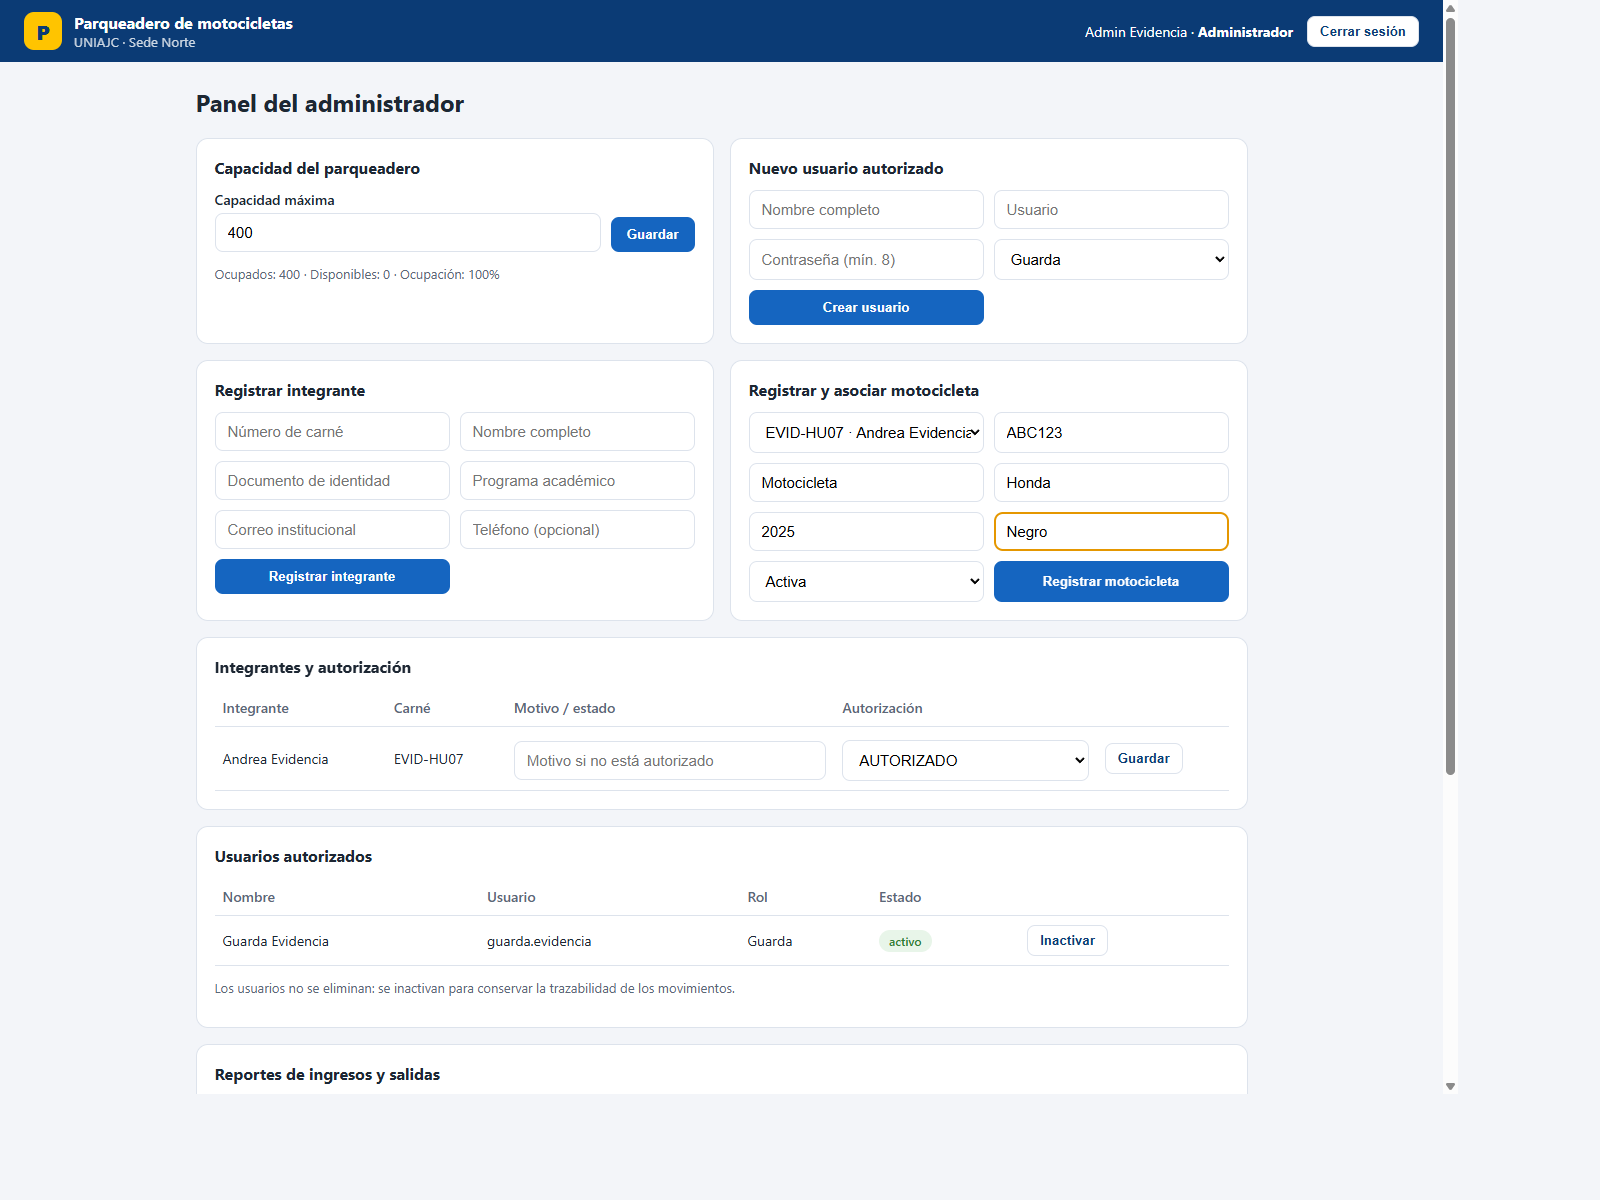 P
Parqueadero de motocicletas
UNIAJC · Sede Norte
Admin Evidencia · Administrador
Cerrar sesión
Panel del administrador
Capacidad del parqueadero
Capacidad máxima
400
Guardar
Ocupados: 400 · Disponibles: 0 · Ocupación: 100%
Nuevo usuario autorizado
Nombre completo
Usuario
Contraseña (mín. 8)
Guarda
Crear usuario
Registrar integrante
Número de carné
Nombre completo
Documento de identidad
Programa académico
Correo institucional
Teléfono (opcional)
Registrar integrante
Registrar y asociar motocicleta
EVID-HU07 · Andrea Evidencia
ABC123
Motocicleta
Honda
2025
Negro
Activa
Registrar motocicleta
Integrantes y autorización
Integrante Carné Motivo / estado Autorización
Andrea Evidencia EVID-HU07 Motivo si no está autorizado AUTORIZADO Guardar
Usuarios autorizados
Nombre Usuario Rol Estado
Guarda Evidencia guarda.evidencia Guarda activo Inactivar
Los usuarios no se eliminan: se inactivan para conservar la trazabilidad de los movimientos.
Reportes de ingresos y salidas